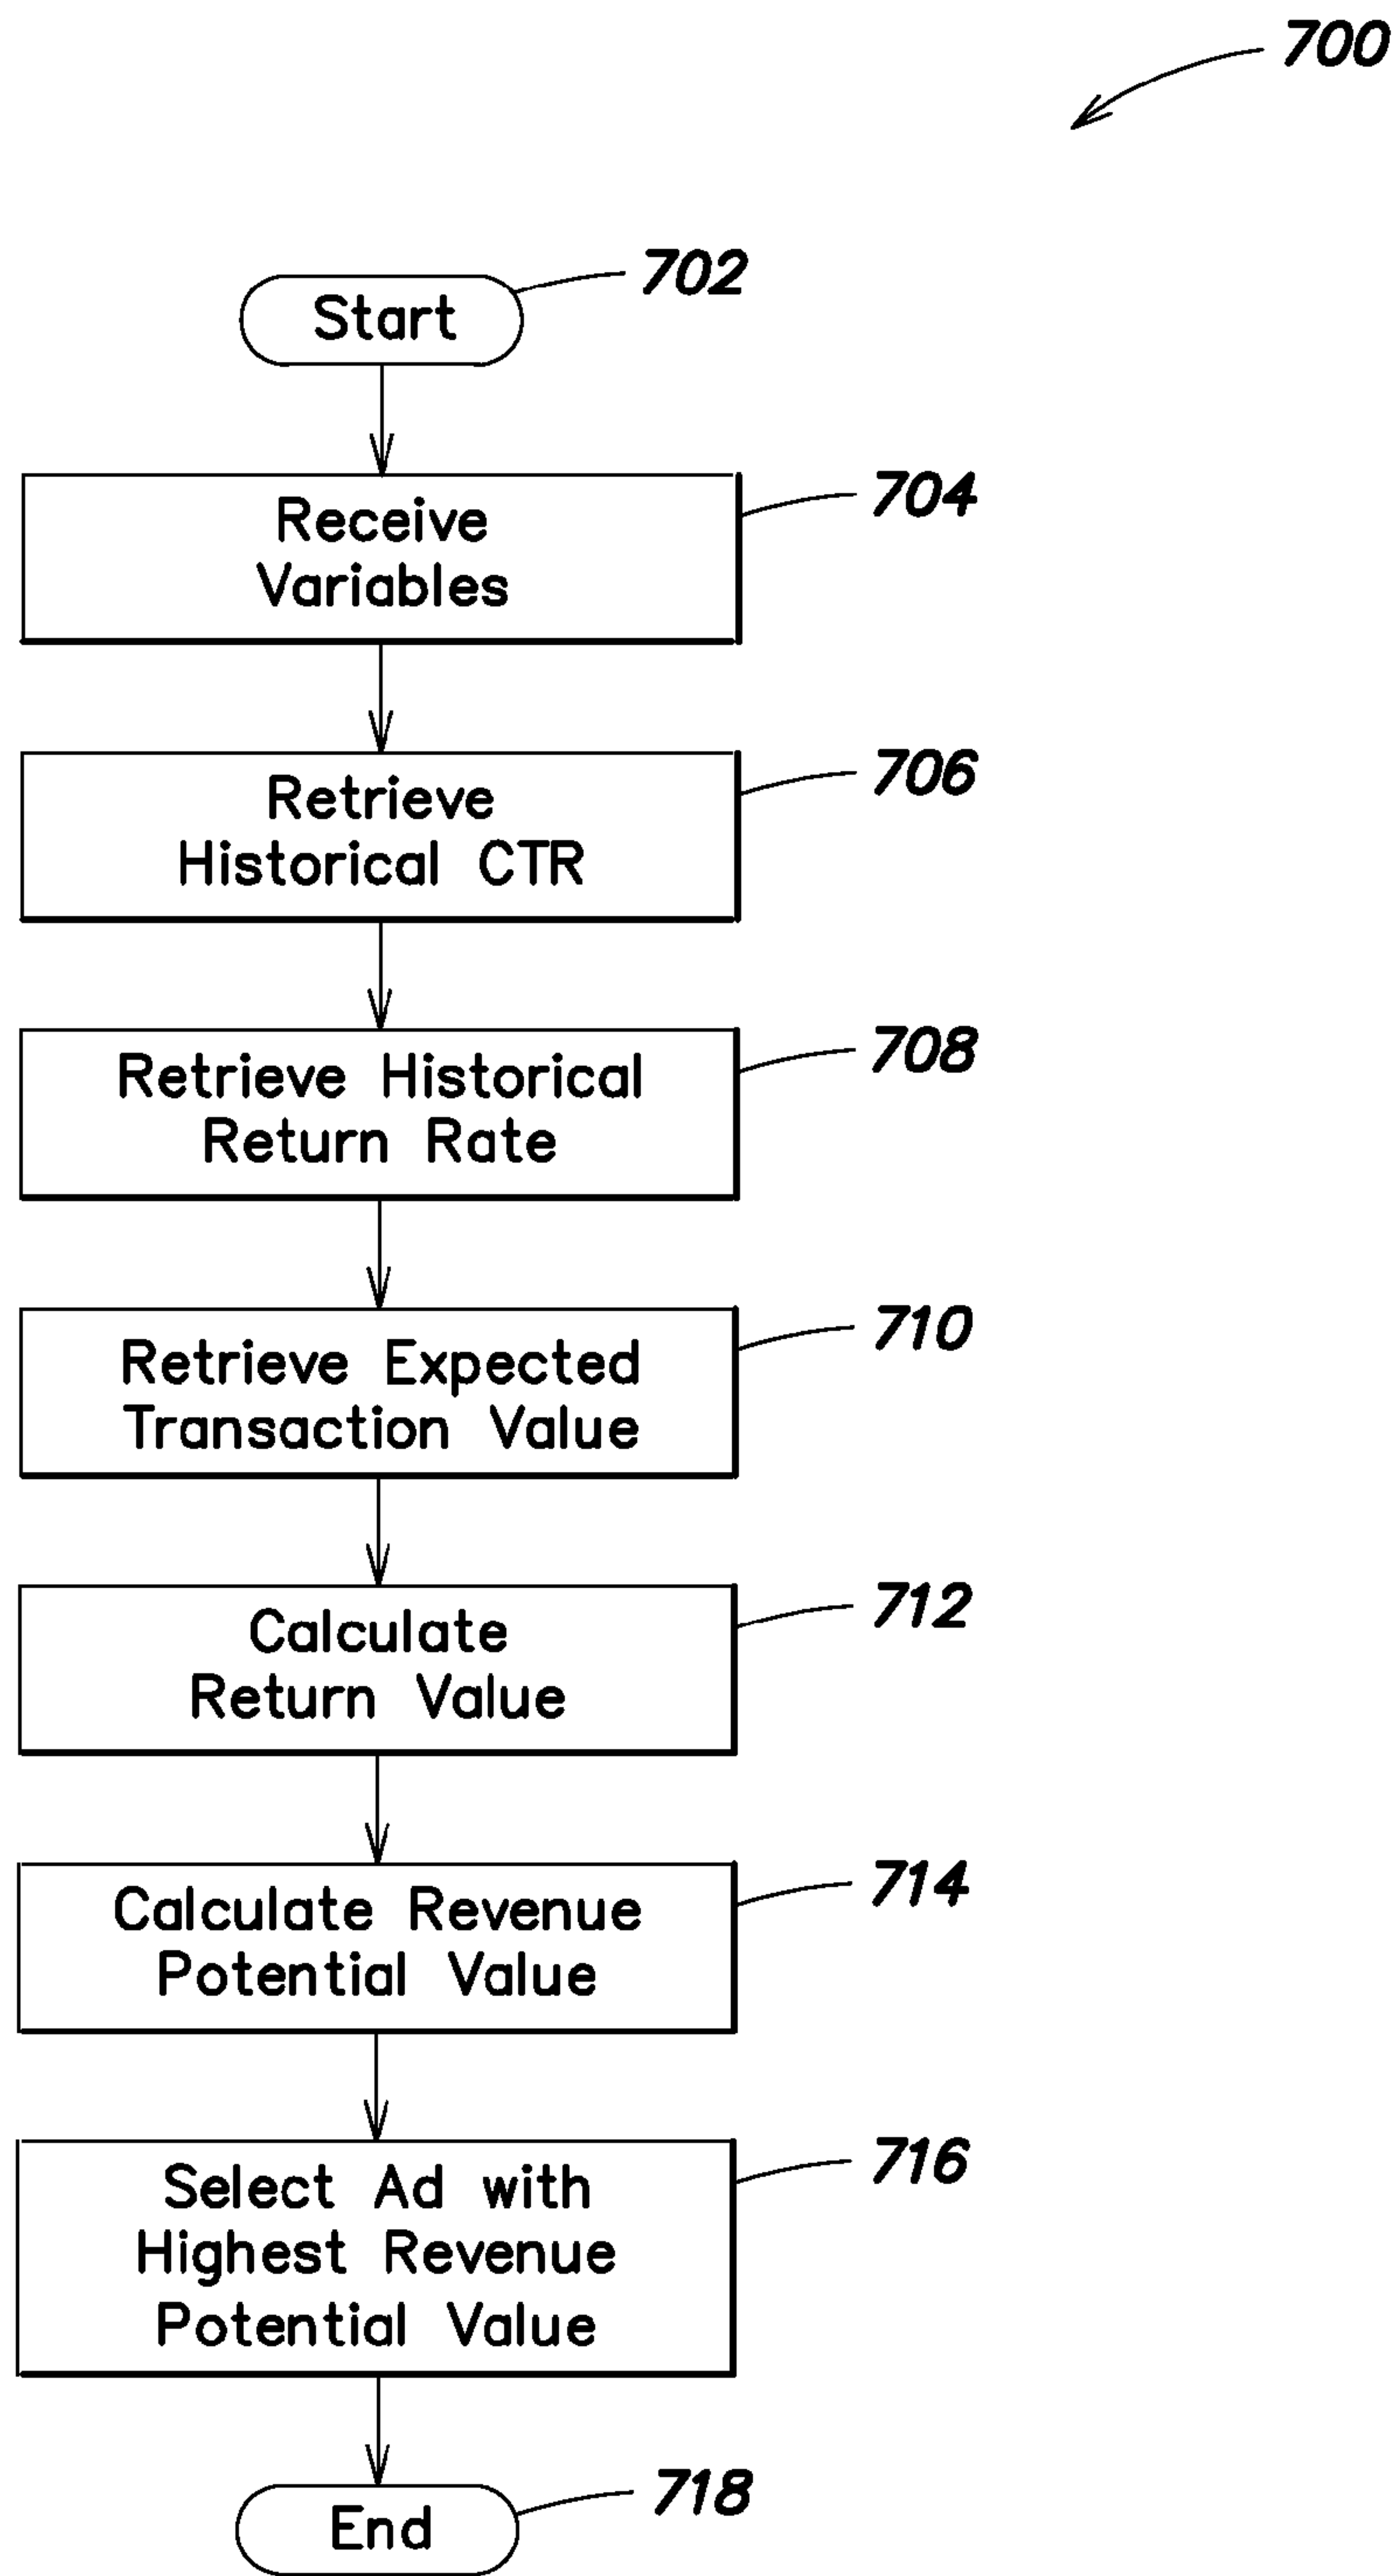 700
702
Start
704
Receive
Variables
706
Retrieve
Historical CTR
708
Retrieve Historical
Return Rate
710
Retrieve Expected
Transaction Value
712
Calculate
Return Value
714
Calculate Revenue
Potential Value
716
Select Ad with
Highest Revenue
Potential Value
718
End